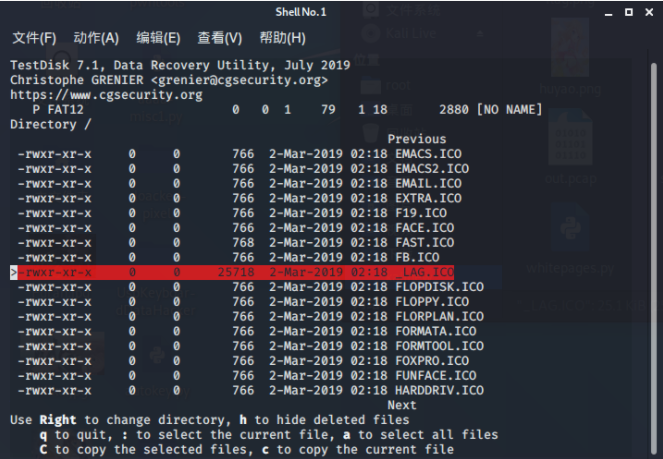 Shell No. 1
文件(F) 动作(A) 编辑(E) 查看(V) 帮助(H)
TestDisk 7.1, Data Recovery Utility, July 2019
Christophe GRENIER <grenier@cgsecurity.org>
https://www.cgsecurity.org
P FAT12 0 0 1 79 1 18 2880 [NO NAME]
Directory /
Previous
-rwxr-xr-x 0 0 766 2-Mar-2019 02:18 EMACS.ICO
-rwxr-xr-x 0 0 766 2-Mar-2019 02:18 EMACS2.ICO
-rwxr-xr-x 0 0 766 2-Mar-2019 02:18 EMAIL.ICO
-rwxr-xr-x 0 0 766 2-Mar-2019 02:18 EXTRA.ICO
-rwxr-xr-x 0 0 766 2-Mar-2019 02:18 F19.ICO
-rwxr-xr-x 0 0 766 2-Mar-2019 02:18 FACE.ICO
-rwxr-xr-x 0 0 768 2-Mar-2019 02:18 FAST.ICO
-rwxr-xr-x 0 0 766 2-Mar-2019 02:18 FB.ICO
>-rwxr-xr-x 0 0 25718 2-Mar-2019 02:18 _LAG.ICO
-rwxr-xr-x 0 0 766 2-Mar-2019 02:18 FLOPDISK.ICO
-rwxr-xr-x 0 0 766 2-Mar-2019 02:18 FLOPPY.ICO
-rwxr-xr-x 0 0 766 2-Mar-2019 02:18 FLORPLAN.ICO
-rwxr-xr-x 0 0 766 2-Mar-2019 02:18 FORMATA.ICO
-rwxr-xr-x 0 0 766 2-Mar-2019 02:18 FORMTOOL.ICO
-rwxr-xr-x 0 0 766 2-Mar-2019 02:18 FOXPRO.ICO
-rwxr-xr-x 0 0 766 2-Mar-2019 02:18 FUNFACE.ICO
-rwxr-xr-x 0 0 766 2-Mar-2019 02:18 HARDDRIV.ICO
Next
Use Right to change directory, h to hide deleted files
q to quit, : to select the current file, a to select all files
C to copy the selected files, c to copy the current file